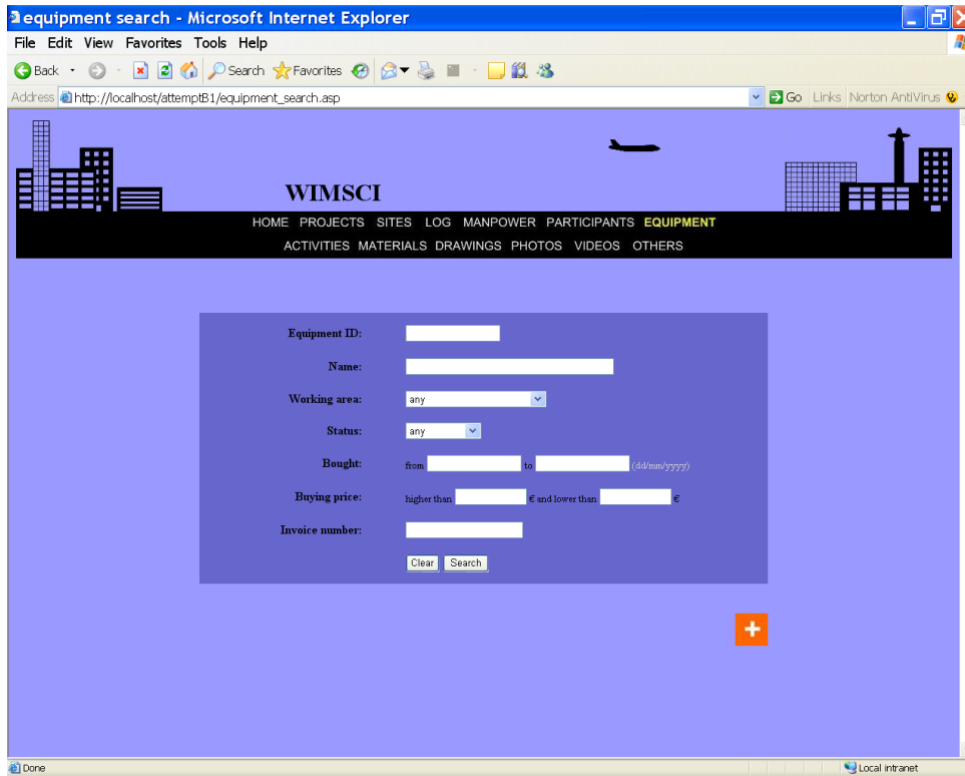 equipment search - Microsoft Internet Explorer
File Edit View Favorites Tools Help
Back Search Favorites
Address http://localhost/attemptB1/equipment_search.asp Go Links Norton AntiVirus
WIMSCI
HOME PROJECTS SITES LOG MANPOWER PARTICIPANTS EQUIPMENT
ACTIVITIES MATERIALS DRAWINGS PHOTOS VIDEOS OTHERS
Equipment ID:
Name:
Working area: any
Status: any
Bought: from to (dd/mm/yyyy)
Buying price: higher than € and lower than €
Invoice number:
Clear Search
Done Local intranet